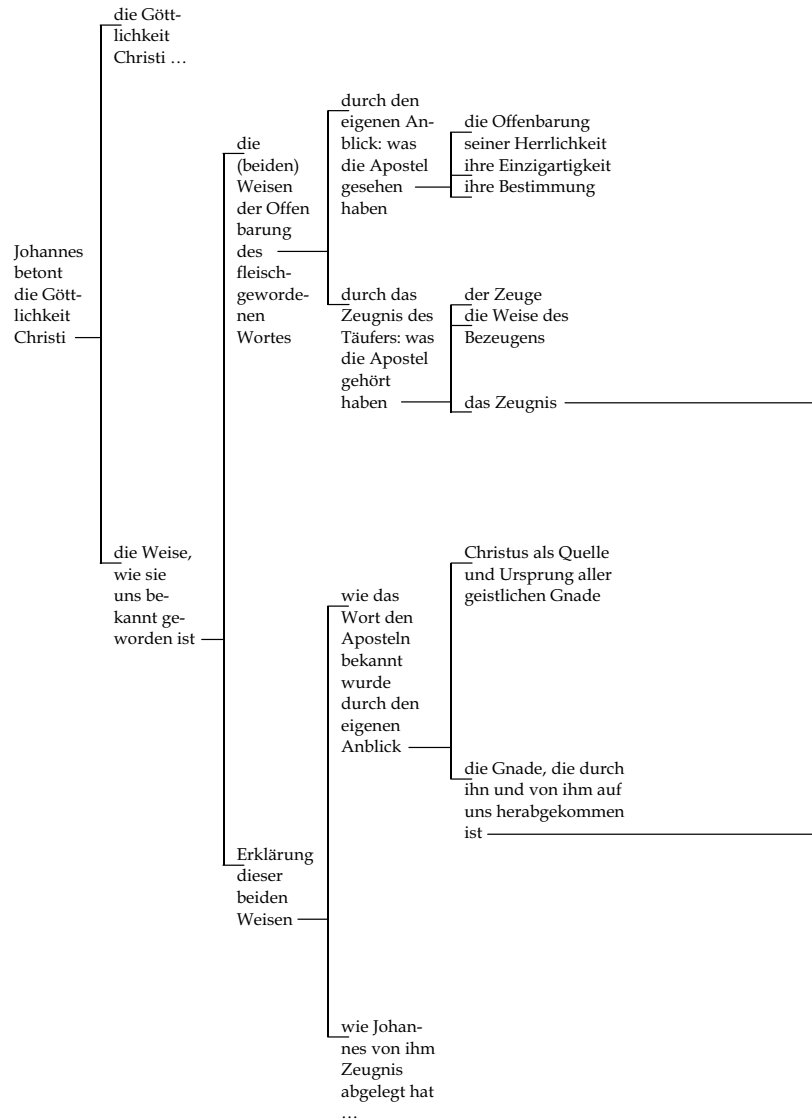 die Gött-
lichkeit
Christi …
durch den
eigenen An-
blick: was
die Apostel
gesehen
haben
die Offenbarung
seiner Herrlichkeit
ihre Einzigartigkeit
ihre Bestimmung
die
(beiden)
Weisen
der Offen
barung
des
fleisch-
geworde-
nen
Wortes
Johannes
betont
die Gött-
lichkeit
Christi
durch das
Zeugnis des
Täufers: was
die Apostel
gehört
haben
der Zeuge
die Weise des
Bezeugens
das Zeugnis
die Weise,
wie sie
uns be-
kannt ge-
worden ist
wie das
Wort den
Aposteln
bekannt
wurde
durch den
eigenen
Anblick
Christus als Quelle
und Ursprung aller
geistlichen Gnade
die Gnade, die durch
ihn und von ihm auf
uns herabgekommen
ist
Erklärung
dieser
beiden
Weisen
wie Johan-
nes von ihm
Zeugnis
abgelegt hat
…